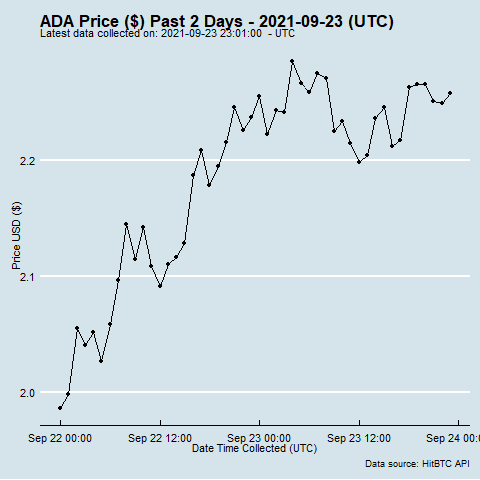 ADA Price ($) Past 2 Days - 2021-09-23 (UTC)
Latest data collected on: 2021-09-23 23:01:00 - UTC
Price USD ($)
2.2
2.1
2.0
Sep 22 00:00 Sep 22 12:00 Sep 23 00:00 Sep 23 12:00 Sep 24 00:
Date Time Collected (UTC)
Data source: HitBTC API